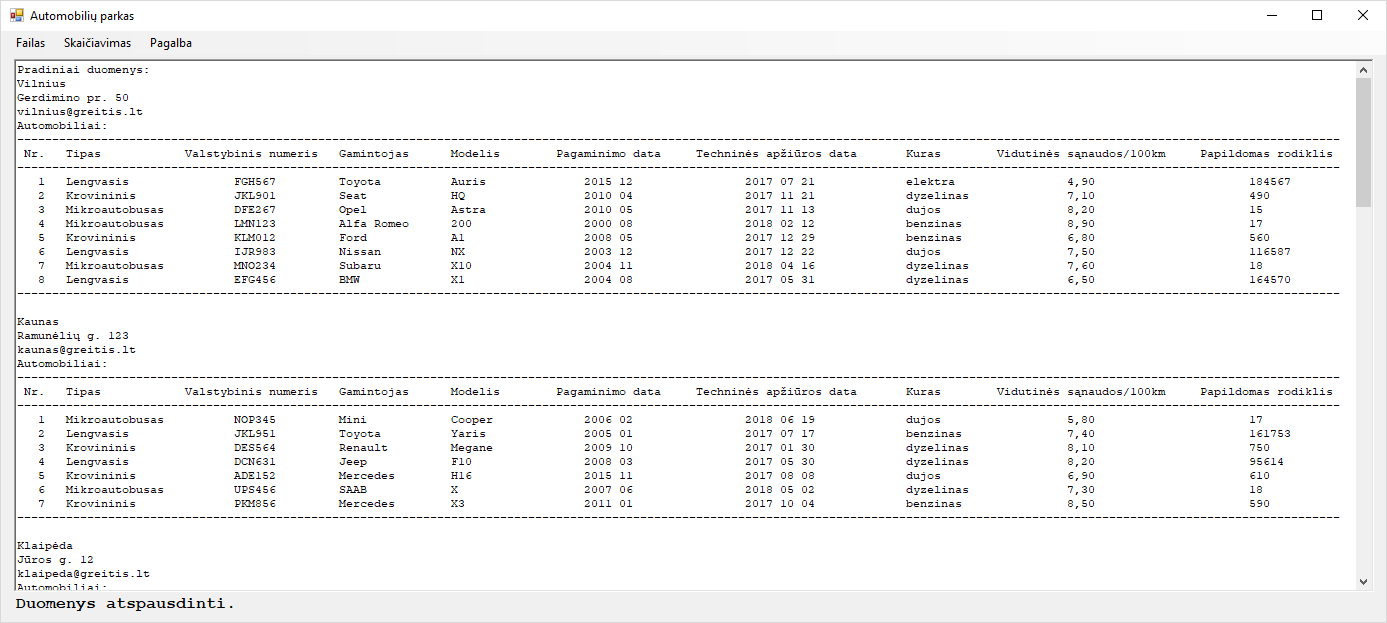 Automobilių parkas
Failas Skaičiavimas Pagalba
Pradiniai duomenys:
Vilnius
Gerdimino pr. 50
vilnius@greitis.lt
Automobiliai:
Nr. Tipas Valstybinis numeris Gamintojas Modelis Pagaminimo data Techninės apžiūros data Kuras Vidutinės sąnaudos/100km Papildomas rodiklis
1 Lengvasis FGH567 Toyota Auris 2015 12 2017 07 21 elektra 4,90 184567
2 Krovininis JKL901 Seat HQ 2010 04 2017 11 21 dyzelinas 7,10 490
3 Mikroautobusas DFE267 Opel Astra 2010 05 2017 11 13 dujos 8,20 15
4 Mikroautobusas LMN123 Alfa Romeo 200 2000 08 2018 02 12 benzinas 8,90 17
5 Krovininis KLM012 Ford A1 2008 05 2017 12 29 benzinas 6,80 560
6 Lengvasis IJR983 Nissan NX 2003 12 2017 12 22 dujos 7,50 116587
7 Mikroautobusas MNO234 Subaru X10 2004 11 2018 04 16 dyzelinas 7,60 18
8 Lengvasis EFG456 BMW X1 2004 08 2017 05 31 dyzelinas 6,50 164570
Kaunas
Ramunėlių g. 123
kaunas@greitis.lt
Automobiliai:
Nr. Tipas Valstybinis numeris Gamintojas Modelis Pagaminimo data Techninės apžiūros data Kuras Vidutinės sąnaudos/100km Papildomas rodiklis
1 Mikroautobusas NOP345 Mini Cooper 2006 02 2018 06 19 dujos 5,80 17
2 Lengvasis JKL951 Toyota Yaris 2005 01 2017 07 17 benzinas 7,40 161753
3 Krovininis DES564 Renault Megane 2009 10 2017 01 30 dyzelinas 8,10 750
4 Lengvasis DCN631 Jeep F10 2008 03 2017 05 30 dyzelinas 8,20 95614
5 Krovininis ADE152 Mercedes H16 2015 11 2017 08 08 dujos 6,90 610
6 Mikroautobusas UPS456 SAAB X 2007 06 2018 05 02 dyzelinas 7,30 18
7 Krovininis PKM856 Mercedes X3 2011 01 2017 10 04 benzinas 8,50 590
Klaipėda
Jūros g. 12
klaipeda@greitis.lt
Automobiliai:
Duomenys atspausdinti.